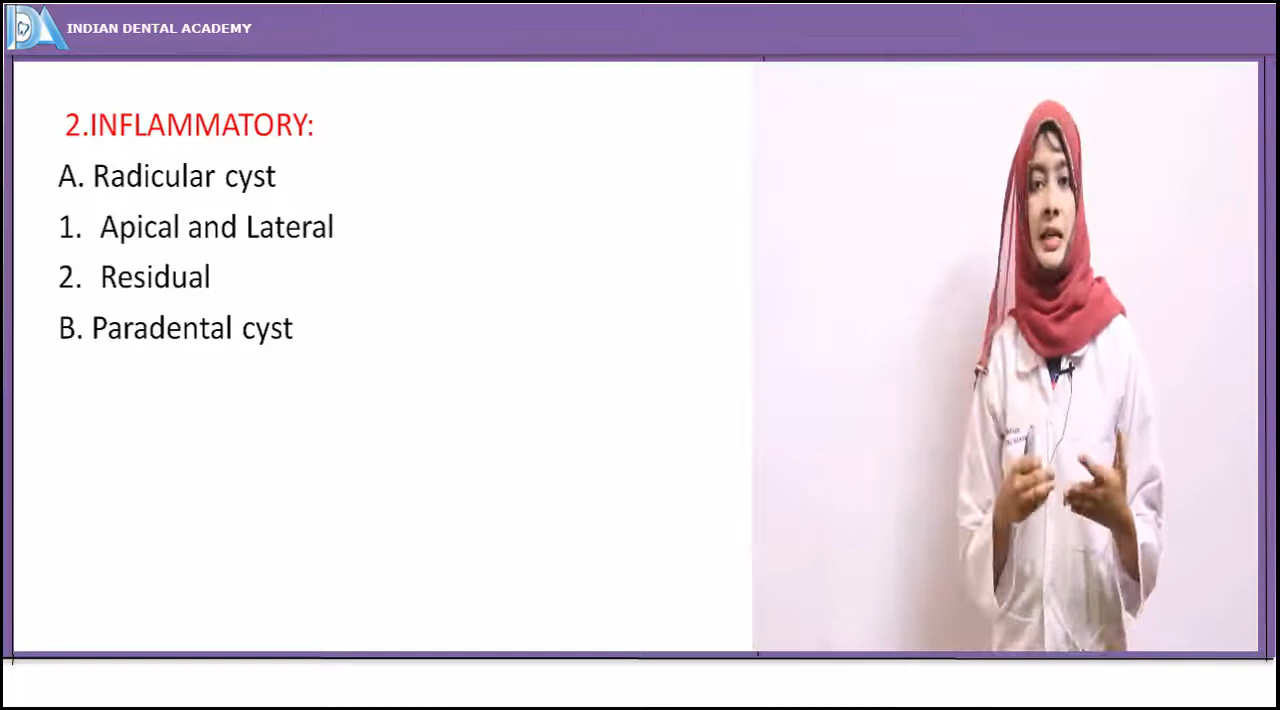 INDIAN DENTAL ACADEMY
2.INFLAMMATORY:
A. Radicular cyst
1. Apical and Lateral
2. Residual
B. Paradental cyst